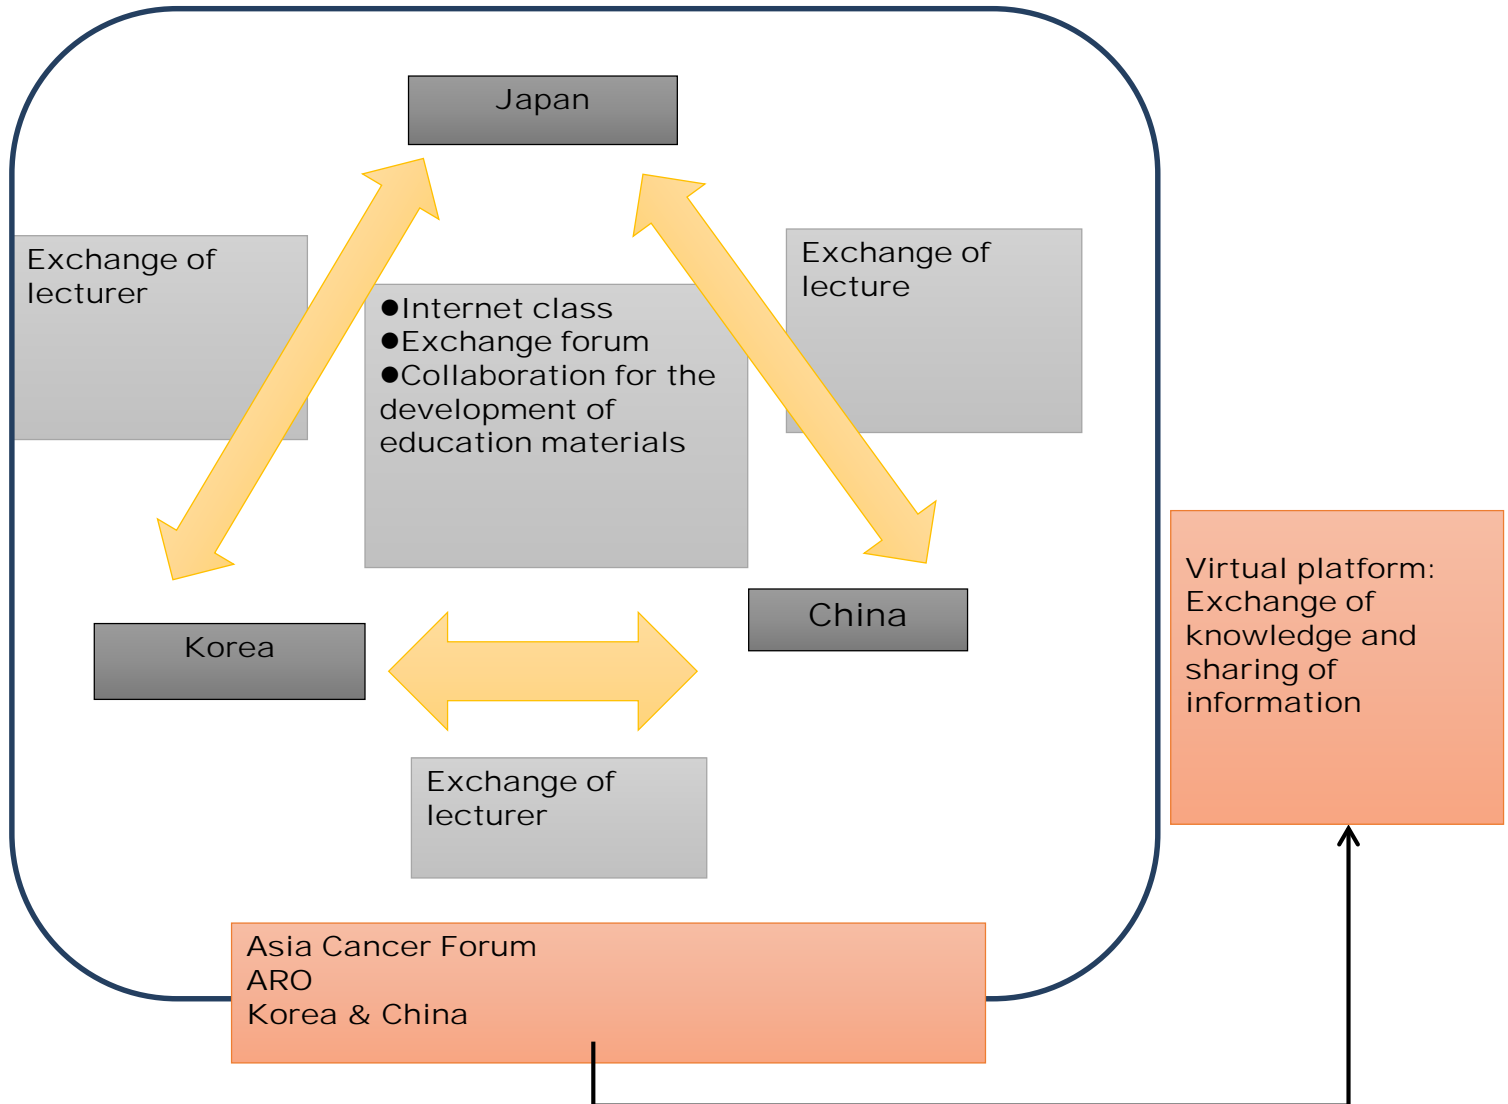 Japan
Exchange of
lecturer
Exchange of
lecture
●Internet class
●Exchange forum
●Collaboration for the
development of
education materials
Korea
China
Exchange of
lecturer
Virtual platform:
Exchange of
knowledge and
sharing of
information
Asia Cancer Forum
ARO
Korea & China